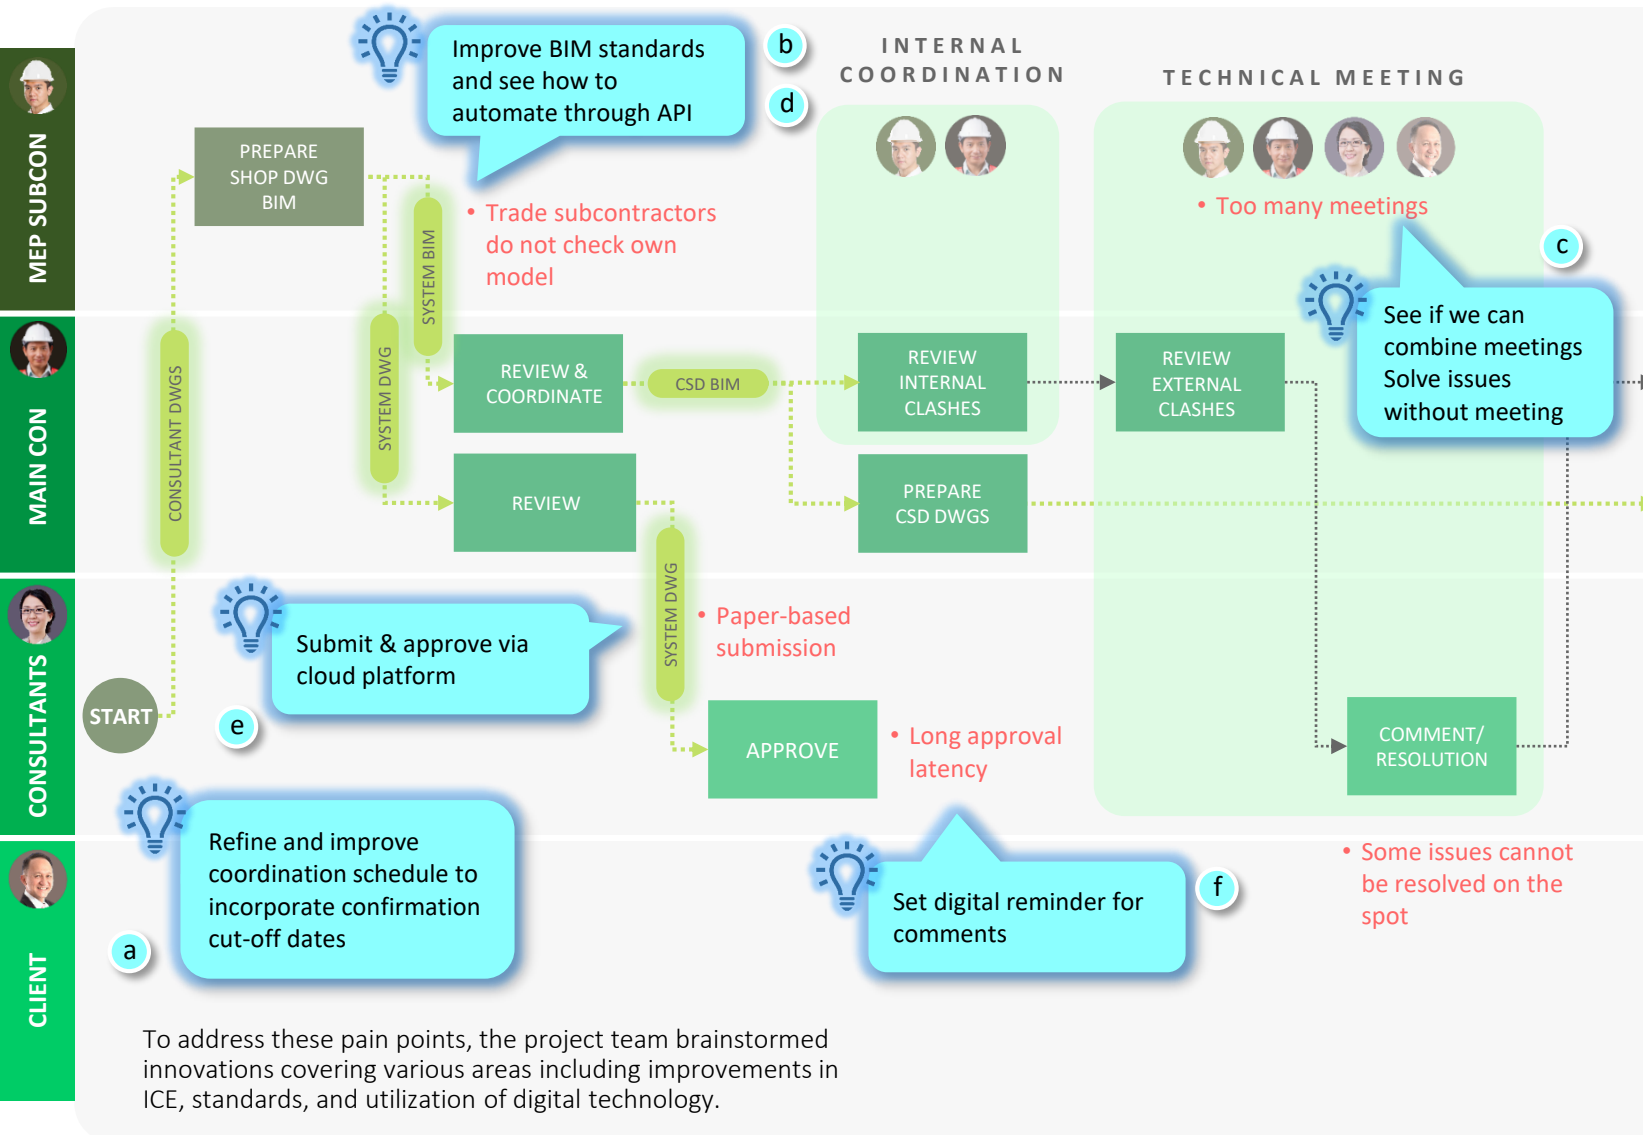 Improve BIM standards
and see how to
automate through API
b
d
INTERNAL
COORDINATION
TECHNICAL MEETING
MEP SUBCON
PREPARE
SHOP DWG
BIM
• Trade subcontractors
do not check own
model
SYSTEM BIM
• Too many meetings
c
See if we can
combine meetings
Solve issues
without meeting
MAIN CON
CONSULTANT DWGS
SYSTEM DWG
REVIEW &
COORDINATE
CSD BIM
REVIEW
INTERNAL
CLASHES
REVIEW
EXTERNAL
CLASHES
REVIEW
PREPARE
CSD DWGS
CONSULTANTS
START
Submit & approve via
cloud platform
e
SYSTEM DWG
• Paper-based
submission
APPROVE
• Long approval
latency
COMMENT/
RESOLUTION
CLIENT
Refine and improve
coordination schedule to
incorporate confirmation
cut-off dates
a
Set digital reminder for
comments
f
• Some issues cannot
be resolved on the
spot
To address these pain points, the project team brainstormed
innovations covering various areas including improvements in
ICE, standards, and utilization of digital technology.